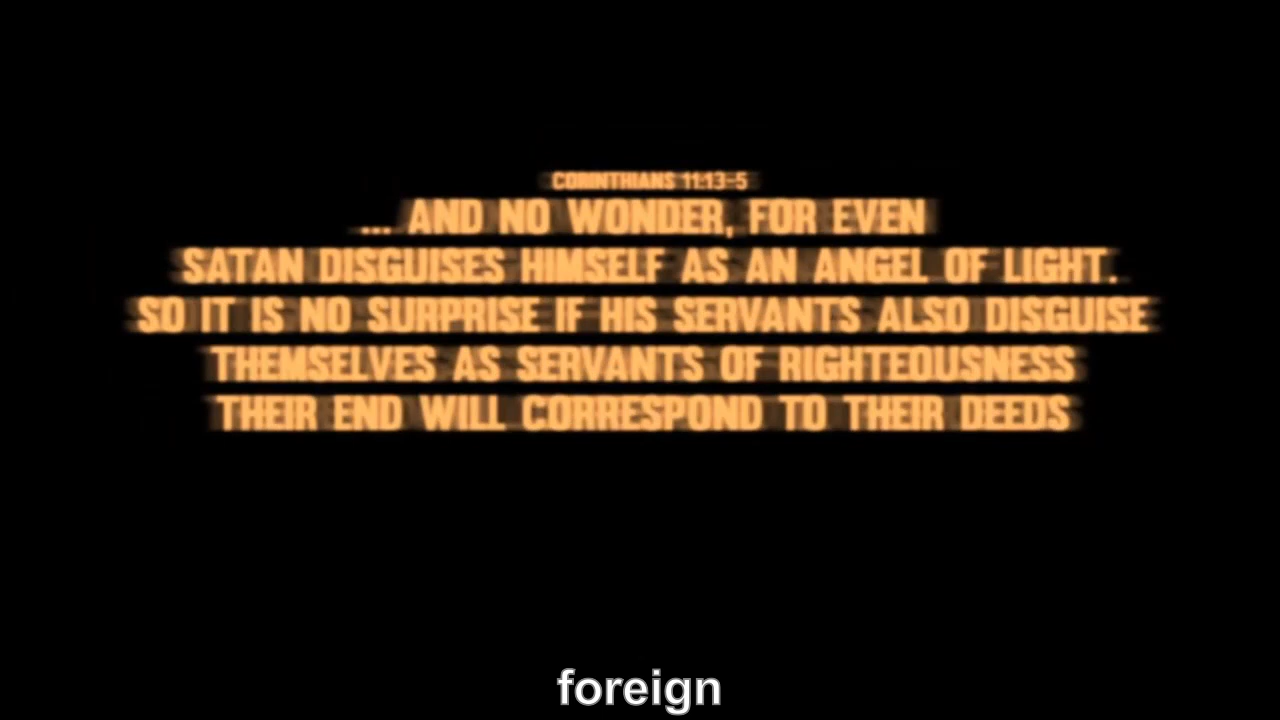 CORINTHIANS 11:13-5
... AND NO WONDER, FOR EVEN
SATAN DISGUISES HIMSELF AS AN ANGEL OF LIGHT.
SO IT IS NO SURPRISE IF HIS SERVANTS ALSO DISGUISE
THEMSELVES AS SERVANTS OF RIGHTEOUSNESS
THEIR END WILL CORRESPOND TO THEIR DEEDS
foreign